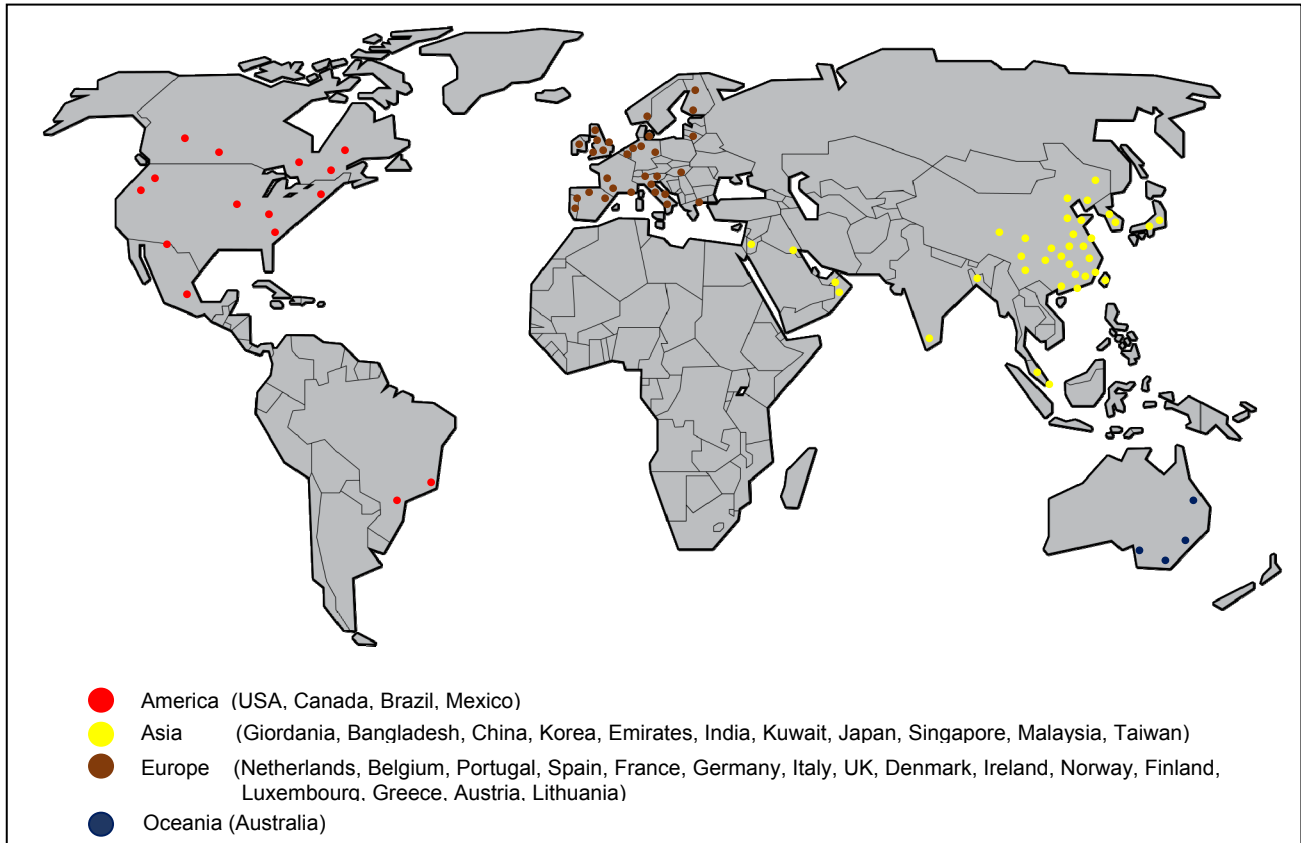 America (USA, Canada, Brazil, Mexico)
Asia (Giordania, Bangladesh, China, Korea, Emirates, India, Kuwait, Japan, Singapore, Malaysia, Taiwan)
Europe (Netherlands, Belgium, Portugal, Spain, France, Germany, Italy, UK, Denmark, Ireland, Norway, Finland,
Luxembourg, Greece, Austria, Lithuania)
Oceania (Australia)